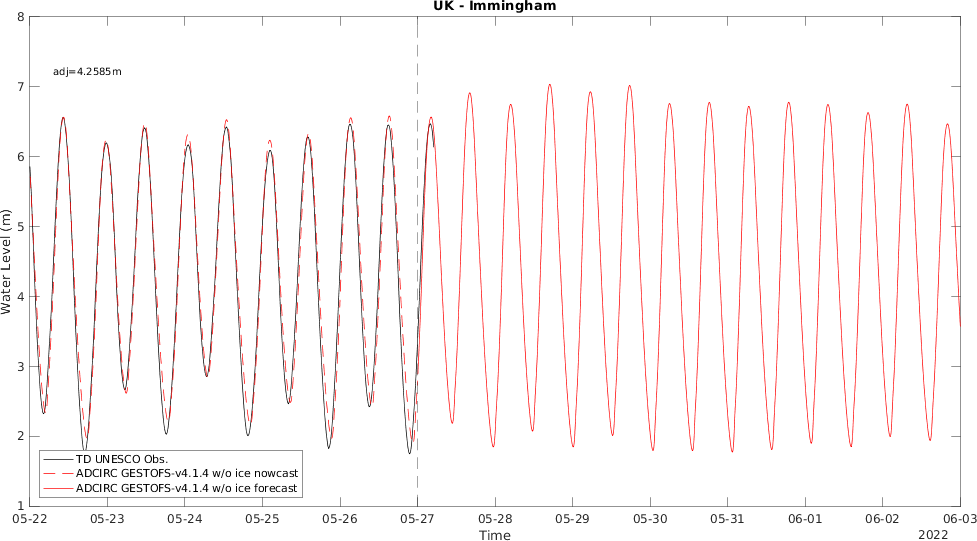 UK - Immingham
8
adj=4.2585m
7
6
5
4
3
2
1
Water Level (m)
TD UNESCO Obs.
ADCIRC GESTOFS-v4.1.4 w/o ice nowcast
ADCIRC GESTOFS-v4.1.4 w/o ice forecast
05-22 05-23 05-24 05-25 05-26 05-27 05-28 05-29 05-30 05-31 06-01 06-02 06-03
Time
2022